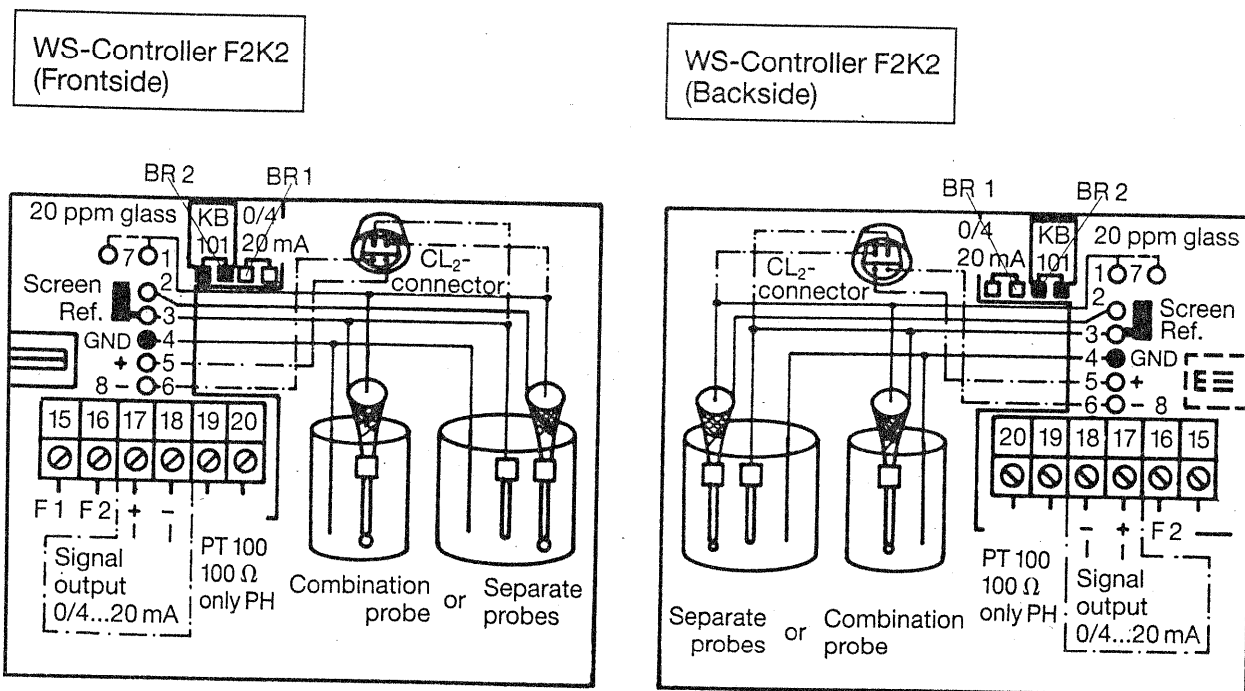 WS-Controller F2K2
(Frontside)
BR 2
BR 1
20 ppm glass
KB
101
0/4
20 mA
7
1
CL₂-
connector
Screen
2
Ref.
3
GND
4
+
5
8
-
6
15
16
17
18
19
20
F 1
F 2
+
-
Signal
output
0/4...20 mA
PT 100
100 Ω
only PH
Combination
probe
or
Separate
probes
WS-Controller F2K2
(Backside)
BR 1
BR 2
0/4
20 mA
KB
101
20 ppm glass
CL₂-
connector
1
7
2
Screen
3
Ref.
4
GND
5
+
6
-
8
20
19
18
17
16
15
-
+
F 2
PT 100
100 Ω
only PH
Signal
output
0/4...20 mA
Separate
probes
or
Combination
probe